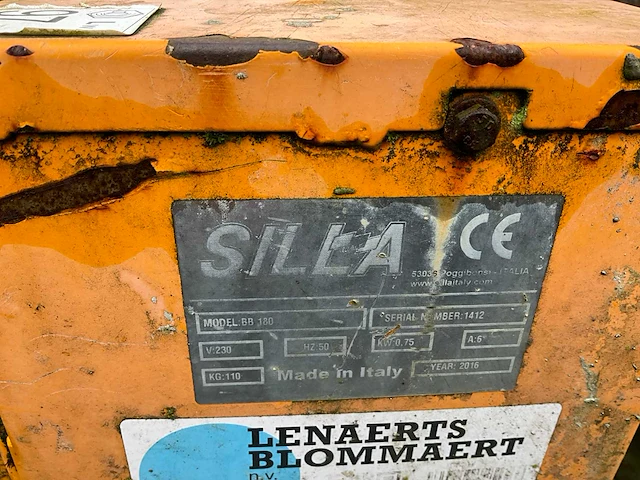 SILLA CE
53036 Poggibonsi - ITALIA
www.sillaitaly.com
MODEL:BB 180 SERIAL NUMBER:1412
V:230 HZ:50 KW:0.75 A:6
KG:110 Made in Italy YEAR: 2016
LENAERTS
BLOMMAERT
n.v.